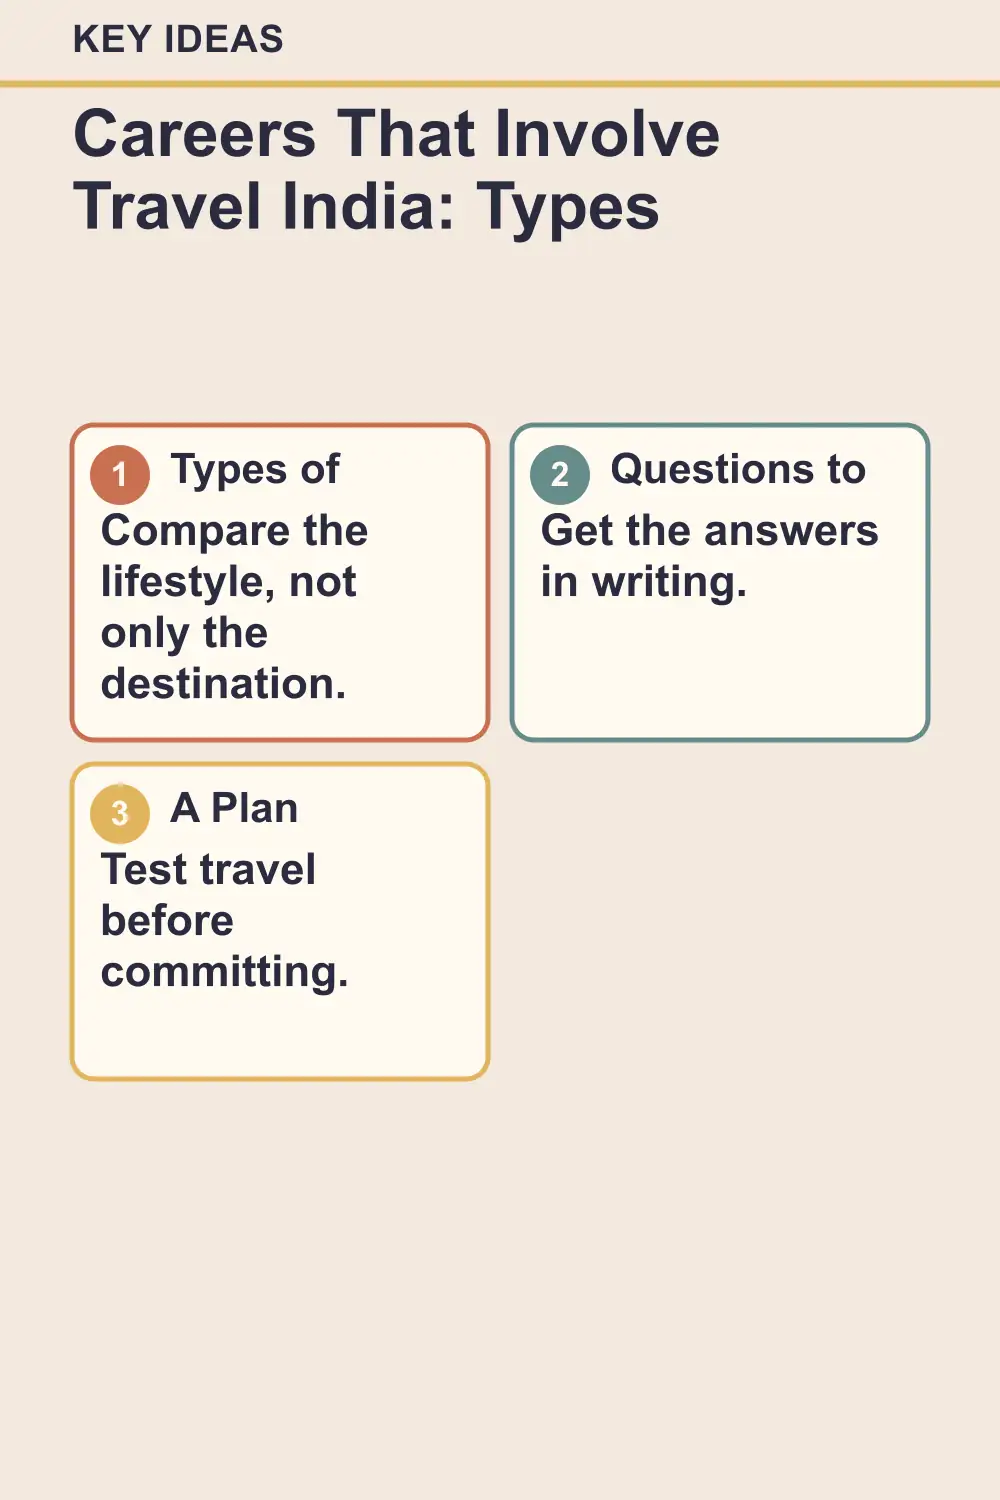 KEY IDEAS
Careers That Involve
Travel India: Types
1 Types of
Compare the
lifestyle, not
only the
destination.
2 Questions to
Get the answers
in writing.
3 A Plan
Test travel
before
committing.